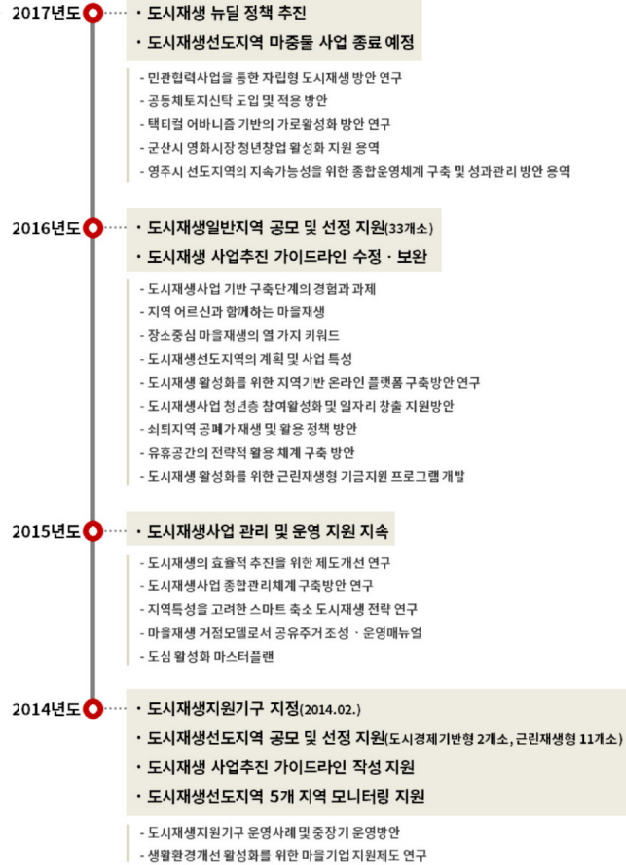 2017년도
· 도시재생 뉴딜 정책 추진
· 도시재생선도지역 마중물 사업 종료예정
- 민관협력사업을 통한 자립형 도시재생 방안 연구
- 공동체토지신탁 도입 및 적용 방안
- 택티컬 어바니즘 기반의 가로활성화 방안 연구
- 군산시 영화시장 청년창업 활성화 지원 용역
- 영주시 선도지역의 지속가능성을 위한 종합운영체계 구축 및 성과관리 방안 용역
2016년도
· 도시재생일반지역 공모 및 선정 지원(33개소)
· 도시재생 사업추진 가이드라인 수정 · 보완
- 도시재생사업 기반 구축단계의 경험과 과제
- 지역 어르신과 함께하는 마을재생
- 장소중심 마을재생의 열 가지 키워드
- 도시재생선도지역의 계획 및 사업 특성
- 도시재생 활성화를 위한 지역기반 온라인 플랫폼 구축방안 연구
- 도시재생사업 청년층 참여활성화 및 일자리 창출 지원방안
- 쇠퇴지역 공폐가 재생 및 활용 정책 방안
- 유휴공간의 전략적 활용 체계 구축 방안
- 도시재생 활성화를 위한 근린재생형 기금지원 프로그램 개발
2015년도
· 도시재생사업 관리 및 운영 지원 지속
- 도시재생의 효율적 추진을 위한 제도개선 연구
- 도시재생사업 종합관리체계 구축방안 연구
- 지역특성을 고려한 스마트 축소 도시재생 전략 연구
- 마을재생 거점모델로서 공유주거 조성 · 운영매뉴얼
- 도심 활성화 마스터플랜
2014년도
· 도시재생지원기구 지정(2014.02.)
· 도시재생선도지역 공모 및 선정 지원(도시경제기반형 2개소, 근린재생형 11개소)
· 도시재생 사업추진 가이드라인 작성 지원
· 도시재생선도지역 5개 지역 모니터링 지원
- 도시재생지원기구 운영사례 및 중장기 운영방안
- 생활환경개선 활성화를 위한 마을기업 지원제도 연구